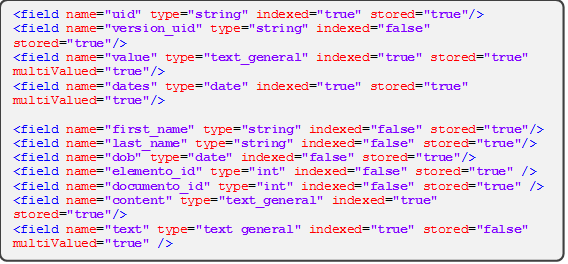 <field name="uid" type="string" indexed="true" stored="true"/>
<field name="version_uid" type="string" indexed="false"
stored="true"/>
<field name="value" type="text_general" indexed="true" stored="true"
multiValued="true"/>
<field name="dates" type="date" indexed="true" stored="true"
multiValued="true"/>
<field name="first_name" type="string" indexed="false" stored="true"/>
<field name="last_name" type="string" indexed="false" stored="true"/>
<field name="dob" type="date" indexed="false" stored="true"/>
<field name="elemento_id" type="int" indexed="false" stored="true" />
<field name="documento_id" type="int" indexed="false" stored="true" />
<field name="content" type="text_general" indexed="true"
stored="true"/>
<field name="text" type="text general" indexed="true" stored="false"
multiValued="true" />